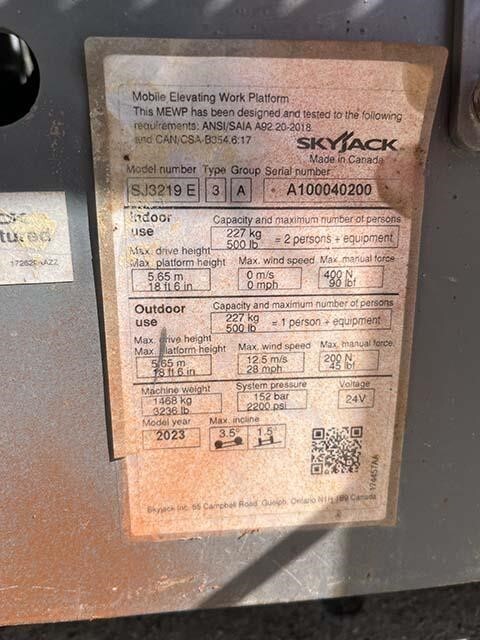 Mobile Elevating Work Platform
This MEWP has been designed and tested to the following
requirements: ANSI/SAIA A92.20-2018
and CAN/CSA-B354.6:17
SKYJACK
Made in Canada
Model number Type Group Serial number
SJ3219 E 3 A A100040200
Indoor use
Capacity and maximum number of persons
227 kg
500 lb = 2 persons + equipment
Max. drive height
Max. platform height Max. wind speed Max. manual force
5.65 m 0 m/s 400 N
18 ft 6 in 0 mph 90 lbf
Outdoor use
Capacity and maximum number of persons
227 kg
500 lb = 1 person + equipment
Max. drive height
Max. platform height Max. wind speed Max. manual force
5.65 m 12.5 m/s 200 N
18 ft 6 in 28 mph 45 lbf
Machine weight System pressure Voltage
1468 kg 152 bar 24V
3236 lb 2200 psi
Model year Max. incline
2023 3.5° 1.5°
174457AA
Skyjack Inc. 55 Campbell Road, Guelph, Ontario N1H 1B9 Canada
tured